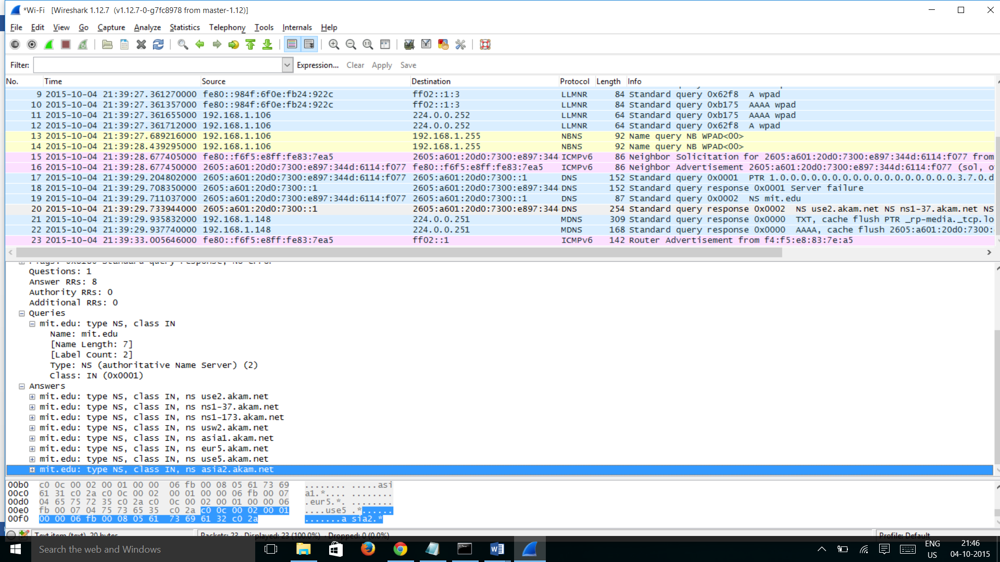 *Wi-Fi [Wireshark 1.12.7 (v1.12.7-0-g7fc8978 from master-1.12)]
File Edit View Go Capture Analyze Statistics Telephony Tools Internals Help
Filter: Expression... Clear Apply Save
No. Time Source Destination Protocol Length Info
9 2015-10-04 21:39:27.361270000 fe80::984f:6f0e:fb24:922c ff02::1:3 LLMNR 84 Standard query 0x62f8 A wpad
10 2015-10-04 21:39:27.361357000 fe80::984f:6f0e:fb24:922c ff02::1:3 LLMNR 84 Standard query 0xb175 AAAA wpad
11 2015-10-04 21:39:27.361655000 192.168.1.106 224.0.0.252 LLMNR 64 Standard query 0xb175 AAAA wpad
12 2015-10-04 21:39:27.361712000 192.168.1.106 224.0.0.252 LLMNR 64 Standard query 0x62f8 A wpad
13 2015-10-04 21:39:27.689216000 192.168.1.106 192.168.1.255 NBNS 92 Name query NB WPAD<00>
14 2015-10-04 21:39:28.439295000 192.168.1.106 192.168.1.255 NBNS 92 Name query NB WPAD<00>
15 2015-10-04 21:39:28.677405000 fe80::f6f5:e8ff:fe83:7ea5 2605:a601:20d0:7300:e897:344 ICMPv6 86 Neighbor Solicitation for 2605:a601:20d0:7300:e897:344d:6114:f077 from
16 2015-10-04 21:39:28.677450000 2605:a601:20d0:7300:e897:344d:6114:f077 fe80::f6f5:e8ff:fe83:7ea5 ICMPv6 86 Neighbor Advertisement 2605:a601:20d0:7300:e897:344d:6114:f077 (sol, o
17 2015-10-04 21:39:29.204802000 2605:a601:20d0:7300:e897:344d:6114:f077 2605:a601:20d0:7300::1 DNS 152 Standard query 0x0001 PTR 1.0.0.0.0.0.0.0.0.0.0.0.0.0.0.0.0.0.3.7.0.d
18 2015-10-04 21:39:29.708350000 2605:a601:20d0:7300::1 2605:a601:20d0:7300:e897:344 DNS 152 Standard query response 0x0001 Server failure
19 2015-10-04 21:39:29.711037000 2605:a601:20d0:7300:e897:344d:6114:f077 2605:a601:20d0:7300::1 DNS 87 Standard query 0x0002 NS mit.edu
20 2015-10-04 21:39:29.733944000 2605:a601:20d0:7300::1 2605:a601:20d0:7300:e897:344 DNS 254 Standard query response 0x0002 NS use2.akam.net NS ns1-37.akam.net NS
21 2015-10-04 21:39:29.935832000 192.168.1.148 224.0.0.251 MDNS 309 Standard query response 0x0000 TXT, cache flush PTR _rp-media._tcp.lo
22 2015-10-04 21:39:29.937740000 192.168.1.148 224.0.0.251 MDNS 168 Standard query response 0x0000 AAAA, cache flush 2605:a601:20d0:7300:
23 2015-10-04 21:39:33.005646000 fe80::f6f5:e8ff:fe83:7ea5 ff02::1 ICMPv6 142 Router Advertisement from f4:f5:e8:83:7e:a5
Questions: 1
Answer RRs: 8
Authority RRs: 0
Additional RRs: 0
Queries
mit.edu: type NS, class IN
Name: mit.edu
[Name Length: 7]
[Label Count: 2]
Type: NS (authoritative Name Server) (2)
Class: IN (0x0001)
Answers
mit.edu: type NS, class IN, ns use2.akam.net
mit.edu: type NS, class IN, ns ns1-37.akam.net
mit.edu: type NS, class IN, ns ns1-173.akam.net
mit.edu: type NS, class IN, ns usw2.akam.net
mit.edu: type NS, class IN, ns asia1.akam.net
mit.edu: type NS, class IN, ns eur5.akam.net
mit.edu: type NS, class IN, ns use5.akam.net
mit.edu: type NS, class IN, ns asia2.akam.net
00b0 c0 0c 00 02 00 01 00 00 06 fb 00 08 05 61 73 69 ........ .....asi
00c0 61 31 c0 2a c0 0c 00 02 00 01 00 00 06 fb 00 07 a1.*.... ........
00d0 04 65 75 72 35 c0 2a c0 0c 00 02 00 01 00 00 06 .eur5.*. ........
00e0 fb 00 07 04 75 73 65 35 c0 2a c0 0c 00 02 00 01 ....use5 .*......
00f0 00 00 06 fb 00 08 05 61 73 69 61 32 c0 2a .......a sia2.*
Text item (text), 20 bytes Packets: 23 · Displayed: 23 (100.0%) · Dropped: 0 (0.0%) Profile: Default
Search the web and Windows
ENG
US
21:46
04-10-2015